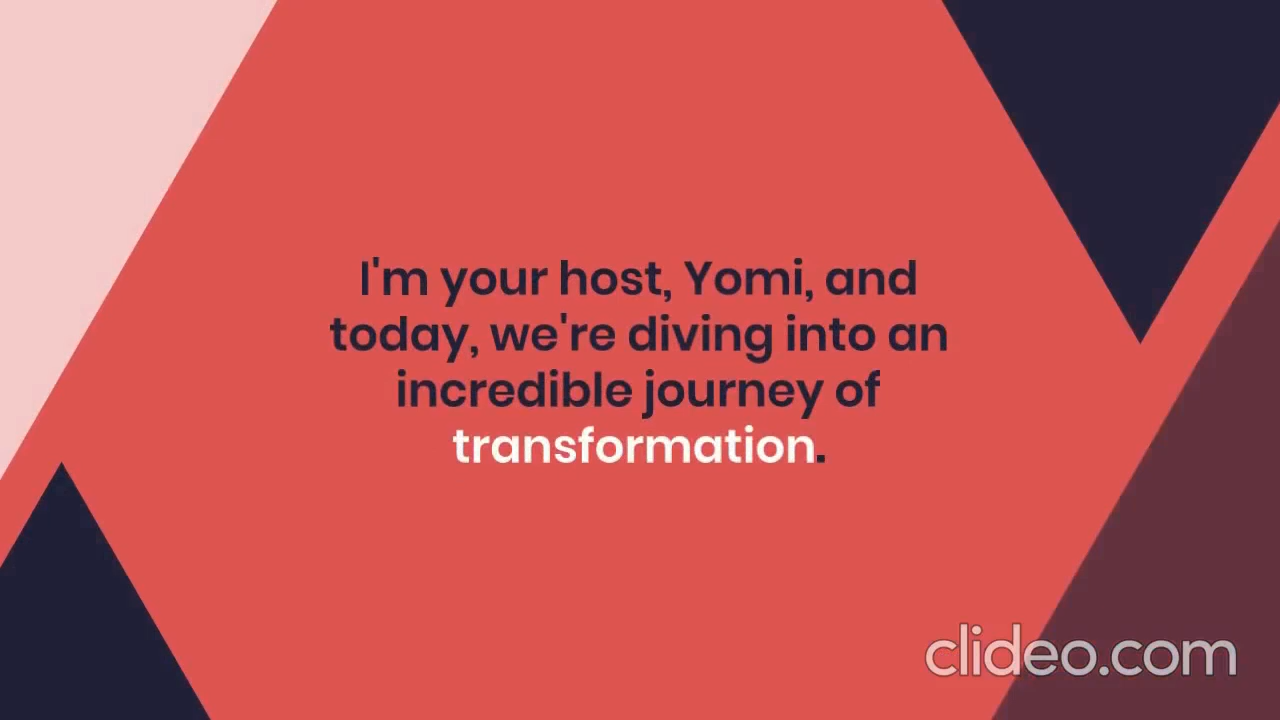 I'm your host, Yomi, and
today, we're diving into an
incredible journey of
transformation.
clideo.com